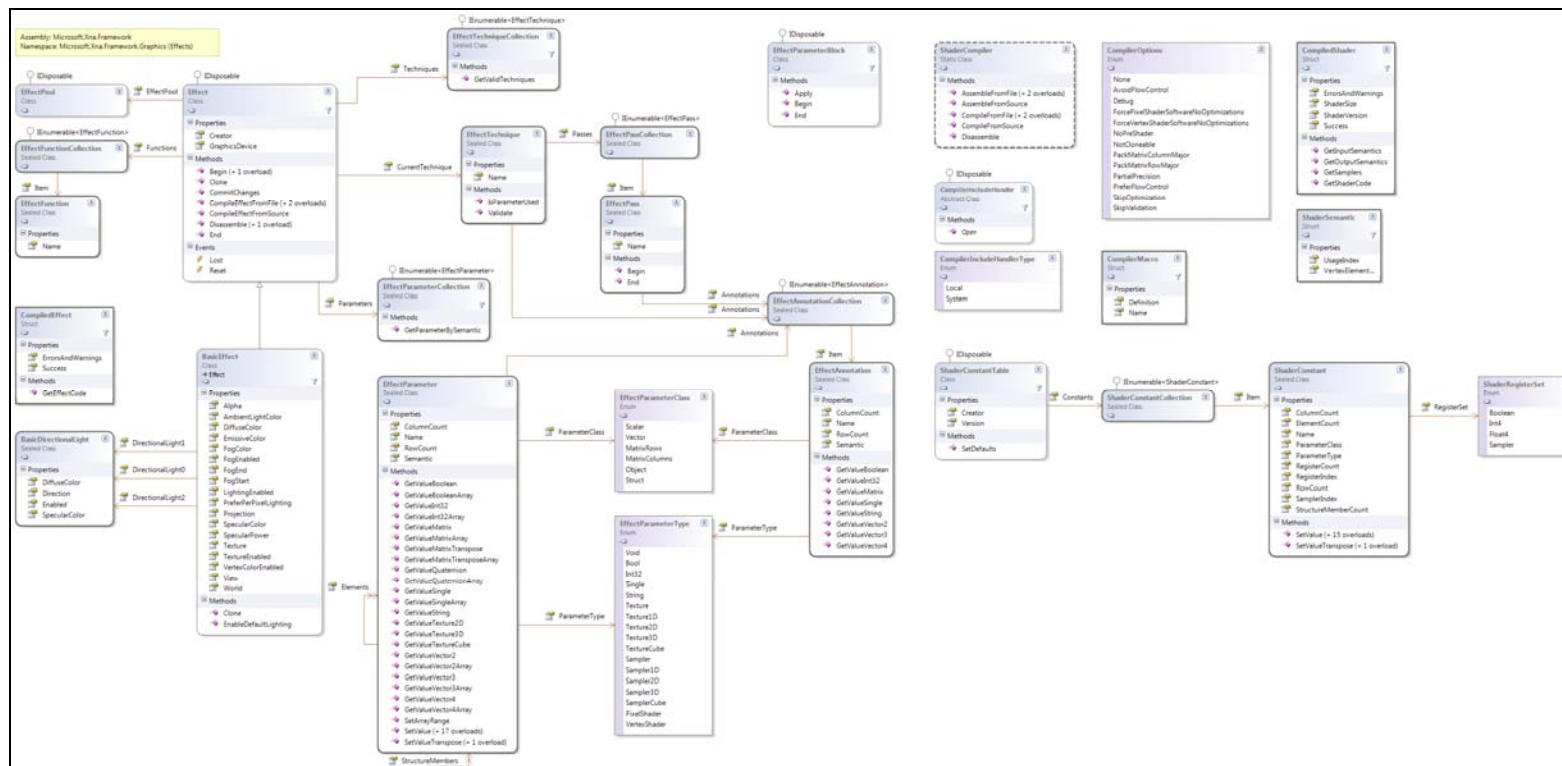 Assembly: Microsoft.Xna.Framework
Namespace: Microsoft.Xna.Framework.Graphics (Effects)
IDisposable
EffectPool
Class
EffectPool
IDisposable
Effect
Class
Properties
Creator
GraphicsDevice
Methods
Begin (+ 1 overload)
Clone
CommitChanges
CompileEffectFromFile (+ 2 overloads)
CompileEffectFromSource
Disassemble (+ 1 overload)
End
Events
Lost
Reset
IEnumerable<EffectFunction>
EffectFunctionCollection
Sealed Class
Functions
Item
EffectFunction
Sealed Class
Properties
Name
Techniques
IEnumerable<EffectTechnique>
EffectTechniqueCollection
Sealed Class
Methods
GetValidTechniques
CurrentTechnique
EffectTechnique
Sealed Class
Properties
Name
Methods
IsParameterUsed
Validate
Passes
IEnumerable<EffectPass>
EffectPassCollection
Sealed Class
Item
EffectPass
Sealed Class
Properties
Name
Methods
Begin
End
Parameters
IEnumerable<EffectParameter>
EffectParameterCollection
Sealed Class
Methods
GetParameterBySemantic
Annotations
Annotations
Annotations
IEnumerable<EffectAnnotation>
EffectAnnotationCollection
Sealed Class
Item
CompiledEffect
Struct
Properties
ErrorsAndWarnings
Success
Methods
GetEffectCode
BasicDirectionalLight
Sealed Class
Properties
DiffuseColor
Direction
Enabled
SpecularColor
DirectionalLight1
DirectionalLight0
DirectionalLight2
BasicEffect
Class
Effect
Properties
Alpha
AmbientLightColor
DiffuseColor
EmissiveColor
FogColor
FogEnabled
FogEnd
FogStart
LightingEnabled
PreferPerPixelLighting
Projection
SpecularColor
SpecularPower
Texture
TextureEnabled
VertexColorEnabled
View
World
Methods
Clone
EnableDefaultLighting
Elements
EffectParameter
Sealed Class
Properties
ColumnCount
Name
RowCount
Semantic
Methods
GetValueBoolean
GetValueBooleanArray
GetValueInt32
GetValueInt32Array
GetValueMatrix
GetValueMatrixArray
GetValueMatrixTranspose
GetValueMatrixTransposeArray
GetValueQuaternion
GetValueQuaternionArray
GetValueSingle
GetValueSingleArray
GetValueString
GetValueTexture2D
GetValueTexture3D
GetValueTextureCube
GetValueVector2
GetValueVector2Array
GetValueVector3
GetValueVector3Array
GetValueVector4
GetValueVector4Array
SetArrayRange
SetValue (+ 17 overloads)
SetValueTranspose (+ 1 overload)
StructureMembers
ParameterClass
EffectParameterClass
Enum
Scalar
Vector
MatrixRows
MatrixColumns
Object
Struct
ParameterClass
ParameterType
EffectParameterType
Enum
Void
Bool
Int32
Single
String
Texture
Texture1D
Texture2D
Texture3D
TextureCube
Sampler
Sampler1D
Sampler2D
Sampler3D
SamplerCube
PixelShader
VertexShader
ParameterType
EffectAnnotation
Sealed Class
Properties
ColumnCount
Name
RowCount
Semantic
Methods
GetValueBoolean
GetValueInt32
GetValueMatrix
GetValueSingle
GetValueString
GetValueVector2
GetValueVector3
GetValueVector4
IDisposable
EffectParameterBlock
Class
Methods
Apply
Begin
End
ShaderCompiler
Static Class
Methods
AssembleFromFile (+ 2 overloads)
AssembleFromSource
CompileFromFile (+ 2 overloads)
CompileFromSource
Disassemble
CompilerOptions
Enum
None
AvoidFlowControl
Debug
ForcePixelShaderSoftwareNoOptimizations
ForceVertexShaderSoftwareNoOptimizations
NoPreShader
NotCloneable
PackMatrixColumnMajor
PackMatrixRowMajor
PartialPrecision
PreferFlowControl
SkipOptimization
SkipValidation
CompiledShader
Struct
Properties
ErrorsAndWarnings
ShaderSize
ShaderVersion
Success
Methods
GetInputSemantics
GetOutputSemantics
GetSamplers
GetShaderCode
IDisposable
CompilerIncludeHandler
Abstract Class
Methods
Open
CompilerIncludeHandlerType
Enum
Local
System
CompilerMacro
Struct
Properties
Definition
Name
ShaderSemantic
Struct
Properties
UsageIndex
VertexElement...
IDisposable
ShaderConstantTable
Class
Properties
Creator
Version
Methods
SetDefaults
Constants
IEnumerable<ShaderConstant>
ShaderConstantCollection
Sealed Class
Item
ShaderConstant
Sealed Class
Properties
ColumnCount
ElementCount
Name
ParameterClass
ParameterType
RegisterCount
RegisterIndex
RowCount
SamplerIndex
StructureMemberCount
Methods
SetValue (+ 15 overloads)
SetValueTranspose (+ 1 overload)
RegisterSet
ShaderRegisterSet
Enum
Boolean
Int4
Float4
Sampler